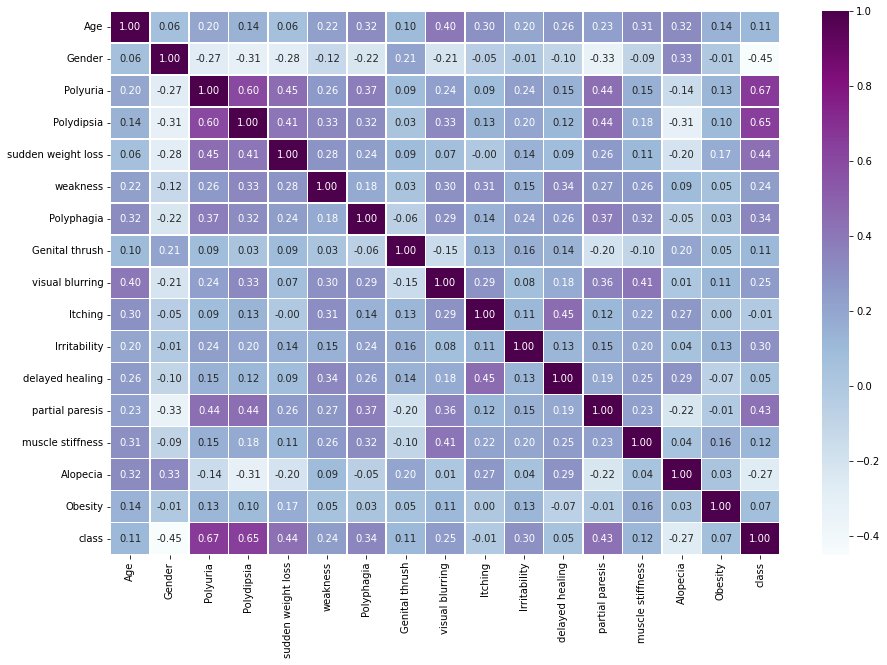 Age 1.00 0.06 0.20 0.14 0.06 0.22 0.32 0.10 0.40 0.30 0.20 0.26 0.23 0.31 0.32 0.14 0.11
Gender 0.06 1.00 -0.27 -0.31 -0.28 -0.12 -0.22 0.21 -0.21 -0.05 -0.01 -0.10 -0.33 -0.09 0.33 -0.01 -0.45
Polyuria 0.20 -0.27 1.00 0.60 0.45 0.26 0.37 0.09 0.24 0.09 0.24 0.15 0.44 0.15 -0.14 0.13 0.67
Polydipsia 0.14 -0.31 0.60 1.00 0.41 0.33 0.32 0.03 0.33 0.13 0.20 0.12 0.44 0.18 -0.31 0.10 0.65
sudden weight loss 0.06 -0.28 0.45 0.41 1.00 0.28 0.24 0.09 0.07 -0.00 0.14 0.09 0.26 0.11 -0.20 0.17 0.44
weakness 0.22 -0.12 0.26 0.33 0.28 1.00 0.18 0.03 0.30 0.31 0.15 0.34 0.27 0.26 0.09 0.05 0.24
Polyphagia 0.32 -0.22 0.37 0.32 0.24 0.18 1.00 -0.06 0.29 0.14 0.24 0.26 0.37 0.32 -0.05 0.03 0.34
Genital thrush 0.10 0.21 0.09 0.03 0.09 0.03 -0.06 1.00 -0.15 0.13 0.16 0.14 -0.20 -0.10 0.20 0.05 0.11
visual blurring 0.40 -0.21 0.24 0.33 0.07 0.30 0.29 -0.15 1.00 0.29 0.08 0.18 0.36 0.41 0.01 0.11 0.25
Itching 0.30 -0.05 0.09 0.13 -0.00 0.31 0.14 0.13 0.29 1.00 0.11 0.45 0.12 0.22 0.27 0.00 -0.01
Irritability 0.20 -0.01 0.24 0.20 0.14 0.15 0.24 0.16 0.08 0.11 1.00 0.13 0.15 0.20 0.04 0.13 0.30
delayed healing 0.26 -0.10 0.15 0.12 0.09 0.34 0.26 0.14 0.18 0.45 0.13 1.00 0.19 0.25 0.29 -0.07 0.05
partial paresis 0.23 -0.33 0.44 0.44 0.26 0.27 0.37 -0.20 0.36 0.12 0.15 0.19 1.00 0.23 -0.22 -0.01 0.43
muscle stiffness 0.31 -0.09 0.15 0.18 0.11 0.26 0.32 -0.10 0.41 0.22 0.20 0.25 0.23 1.00 0.04 0.16 0.12
Alopecia 0.32 0.33 -0.14 -0.31 -0.20 0.09 -0.05 0.20 0.01 0.27 0.04 0.29 -0.22 0.04 1.00 0.03 -0.27
Obesity 0.14 -0.01 0.13 0.10 0.17 0.05 0.03 0.05 0.11 0.00 0.13 -0.07 -0.01 0.16 0.03 1.00 0.07
class 0.11 -0.45 0.67 0.65 0.44 0.24 0.34 0.11 0.25 -0.01 0.30 0.05 0.43 0.12 -0.27 0.07 1.00
Age
Gender
Polyuria
Polydipsia
sudden weight loss
weakness
Polyphagia
Genital thrush
visual blurring
Itching
Irritability
delayed healing
partial paresis
muscle stiffness
Alopecia
Obesity
class
1.0
0.8
0.6
0.4
0.2
0.0
−0.2
−0.4